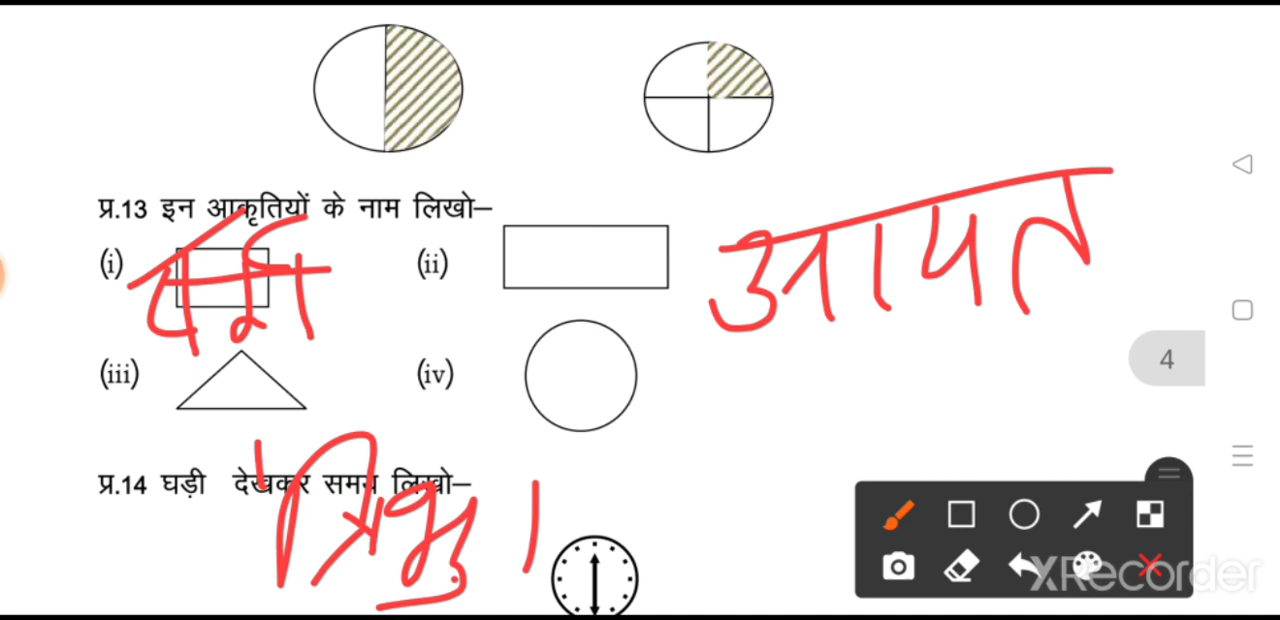 प्र.13 इन आकृतियों के नाम लिखो–
(i) वर्ग (ii) आयत
(iii) (iv)
4
प्र.14 घड़ी देखकर समय लिखो–
XRecorder